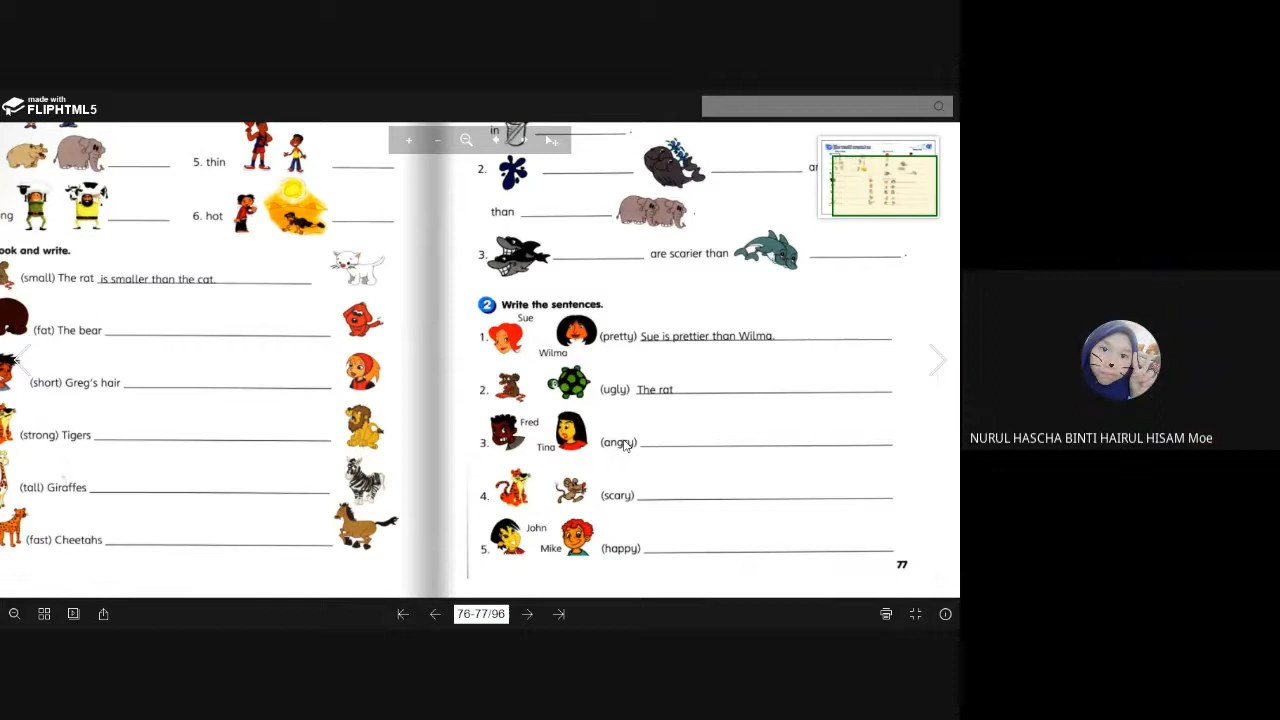 made with
FLIPHTML5
5. thin
ng
6. hot
ook and write.
(small) The rat is smaller than the cat.
(fat) The bear
(short) Greg's hair
(strong) Tigers
(tall) Giraffes
(fast) Cheetahs
in .
2.
than .
3. are scarier than .
2 Write the sentences.
Sue
1. (pretty) Sue is prettier than Wilma.
Wilma
2. (ugly) The rat
Fred
3. (angry)
Tina
4. (scary)
John
5. Mike (happy)
77
76-77/96
NURUL HASCHA BINTI HAIRUL HISAM Moe